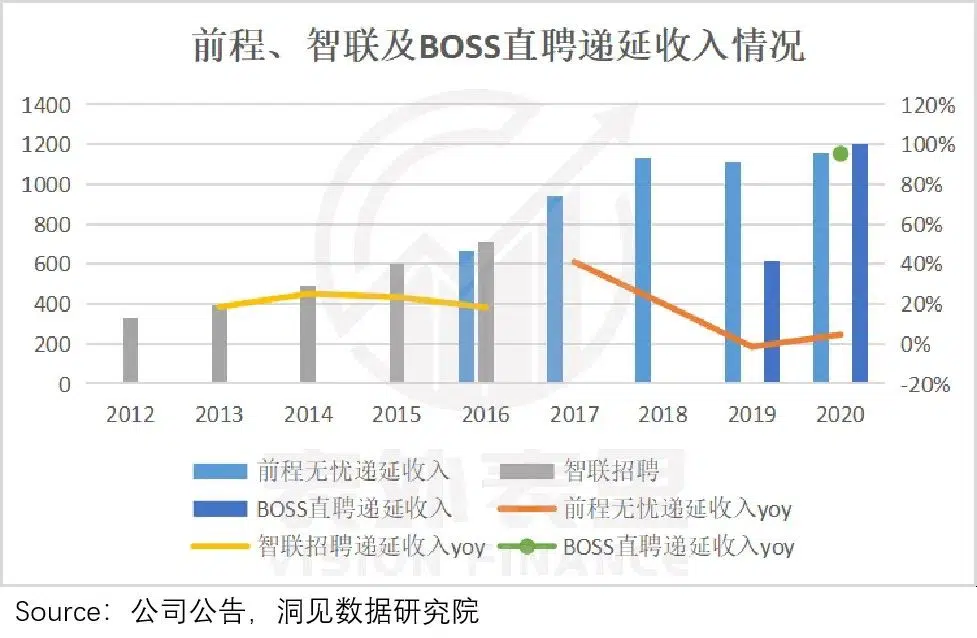 前程、智联及BOSS直聘递延收入情况
1400 120%
1200 100%
1000 80%
800 60%
600 40%
400 20%
200 0%
0 -20%
2012 2013 2014 2015 2016 2017 2018 2019 2020
前程无忧递延收入 智联招聘
BOSS直聘递延收入 前程无忧递延收入yoy
智联招聘递延收入yoy BOSS直聘递延收入yoy
VISION FINANCE
Source：公司公告，洞见数据研究院